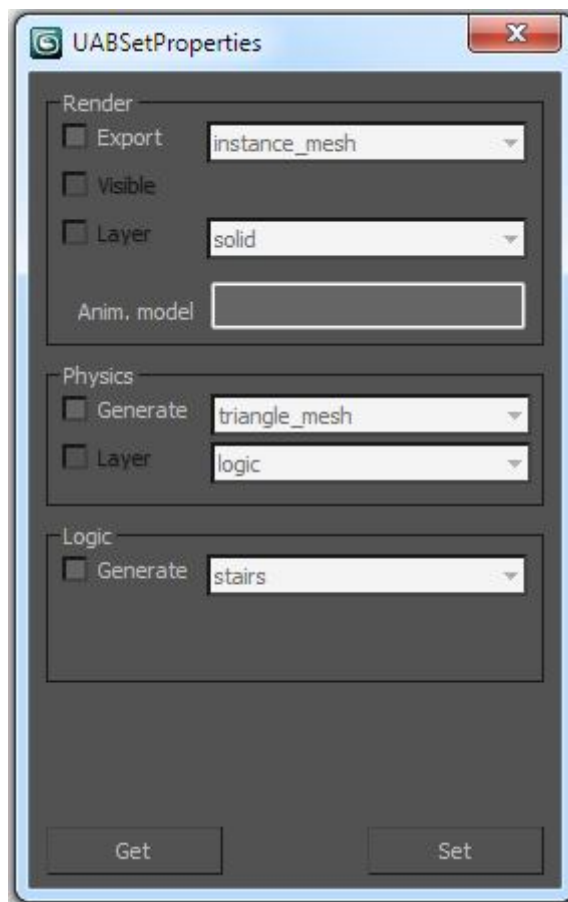 UABSetProperties
Render
Export instance_mesh
Visible
Layer solid
Anim. model
Physics
Generate triangle_mesh
Layer logic
Logic
Generate stairs
Get Set